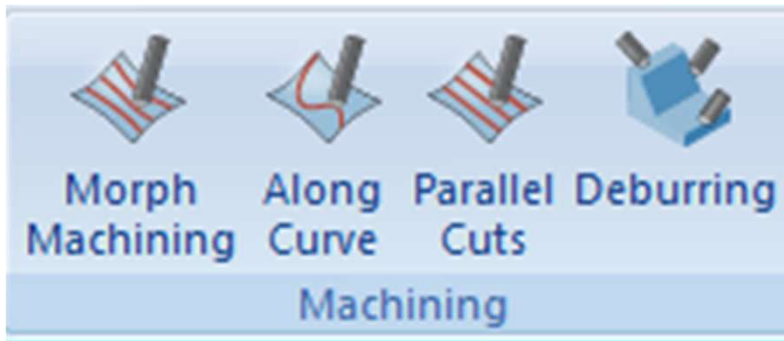 Morph Machining
Along Curve
Parallel Cuts
Deburring
Machining